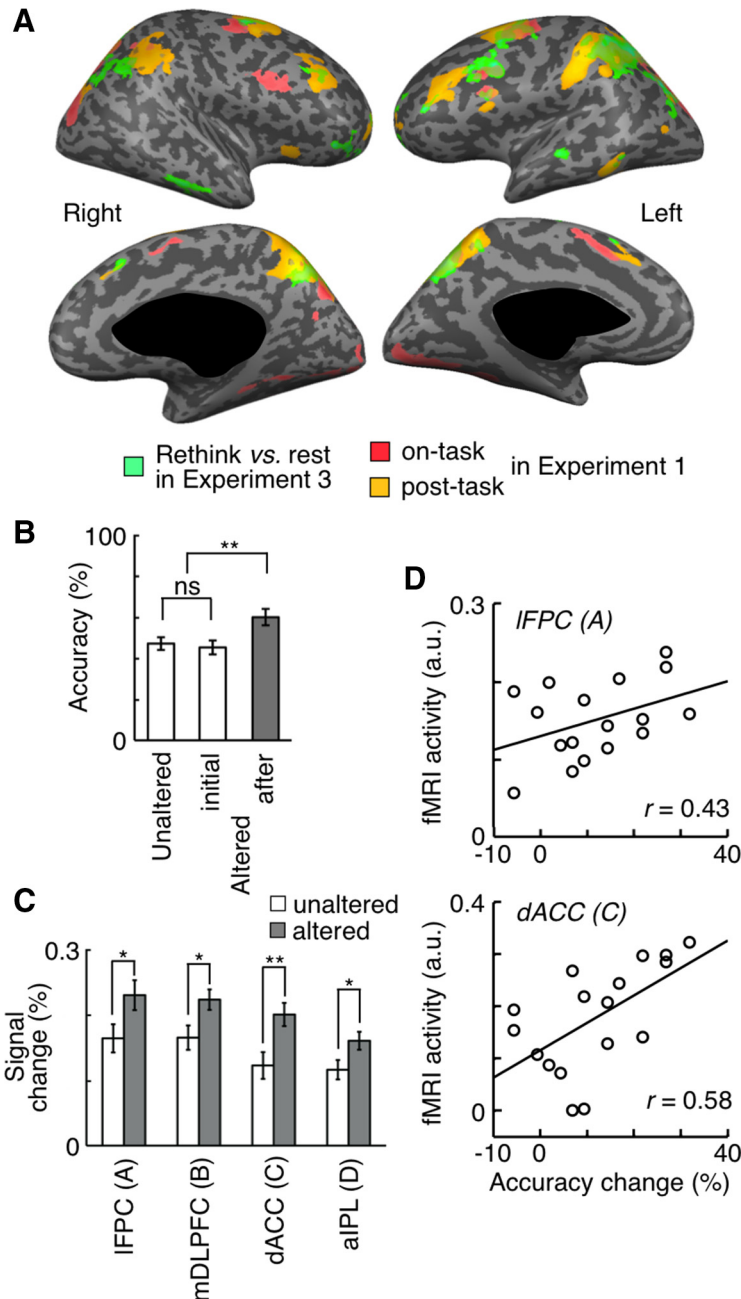 A
Right
Left
Rethink vs. rest
in Experiment 3
on-task
post-task
in Experiment 1
B
100
Accuracy (%)
0
**
ns
Unaltered
initial
after
Altered
C
unaltered
altered
0.3
Signal
change (%)
0
*
*
**
*
lFPC (A)
mDLPFC (B)
dACC (C)
aIPL (D)
D
0.3
lFPC (A)
fMRI activity (a.u.)
r = 0.43
0
-10 0 40
0.4
dACC (C)
fMRI activity (a.u.)
r = 0.58
0
-10 0 40
Accuracy change (%)